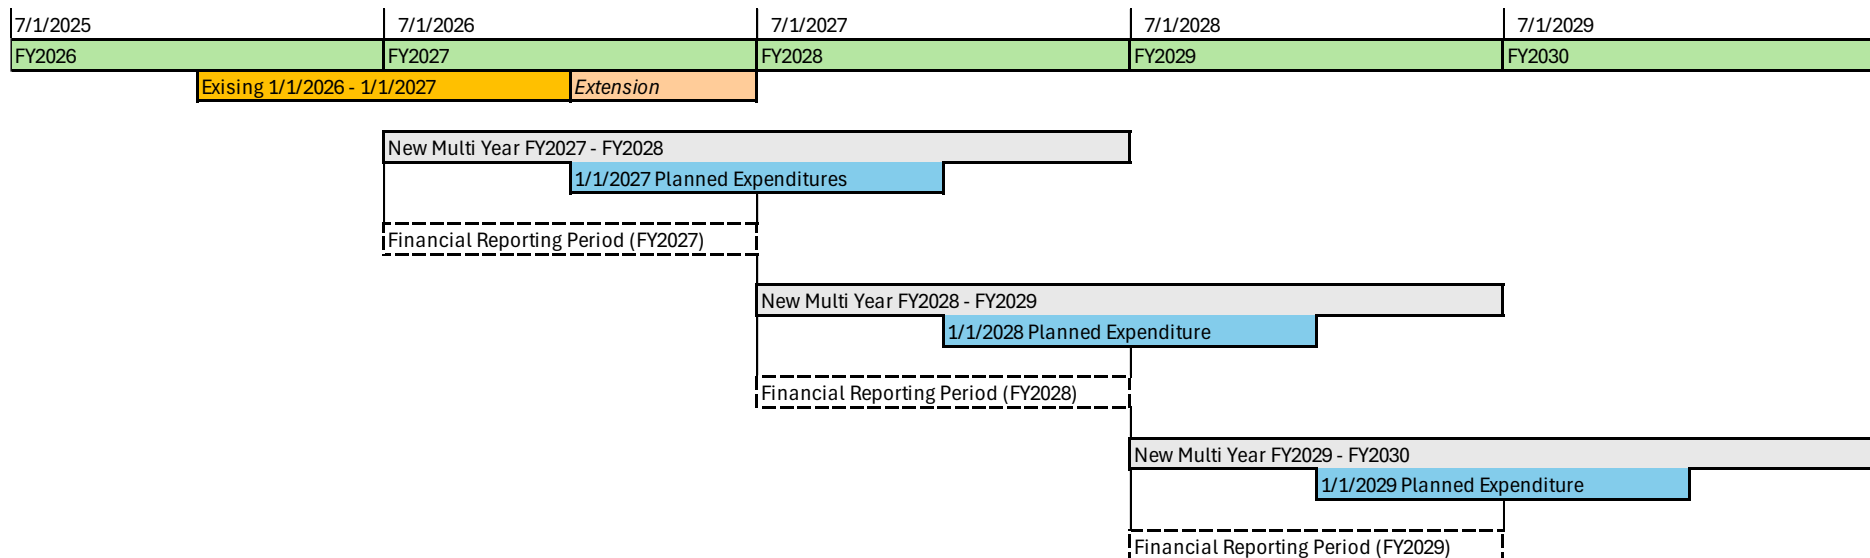 7/1/2025 7/1/2026 7/1/2027 7/1/2028 7/1/2029
FY2026 FY2027 FY2028 FY2029 FY2030
Exising 1/1/2026 - 1/1/2027 Extension
New Multi Year FY2027 - FY2028
1/1/2027 Planned Expenditures
Financial Reporting Period (FY2027)
New Multi Year FY2028 - FY2029
1/1/2028 Planned Expenditure
Financial Reporting Period (FY2028)
New Multi Year FY2029 - FY2030
1/1/2029 Planned Expenditure
Financial Reporting Period (FY2029)